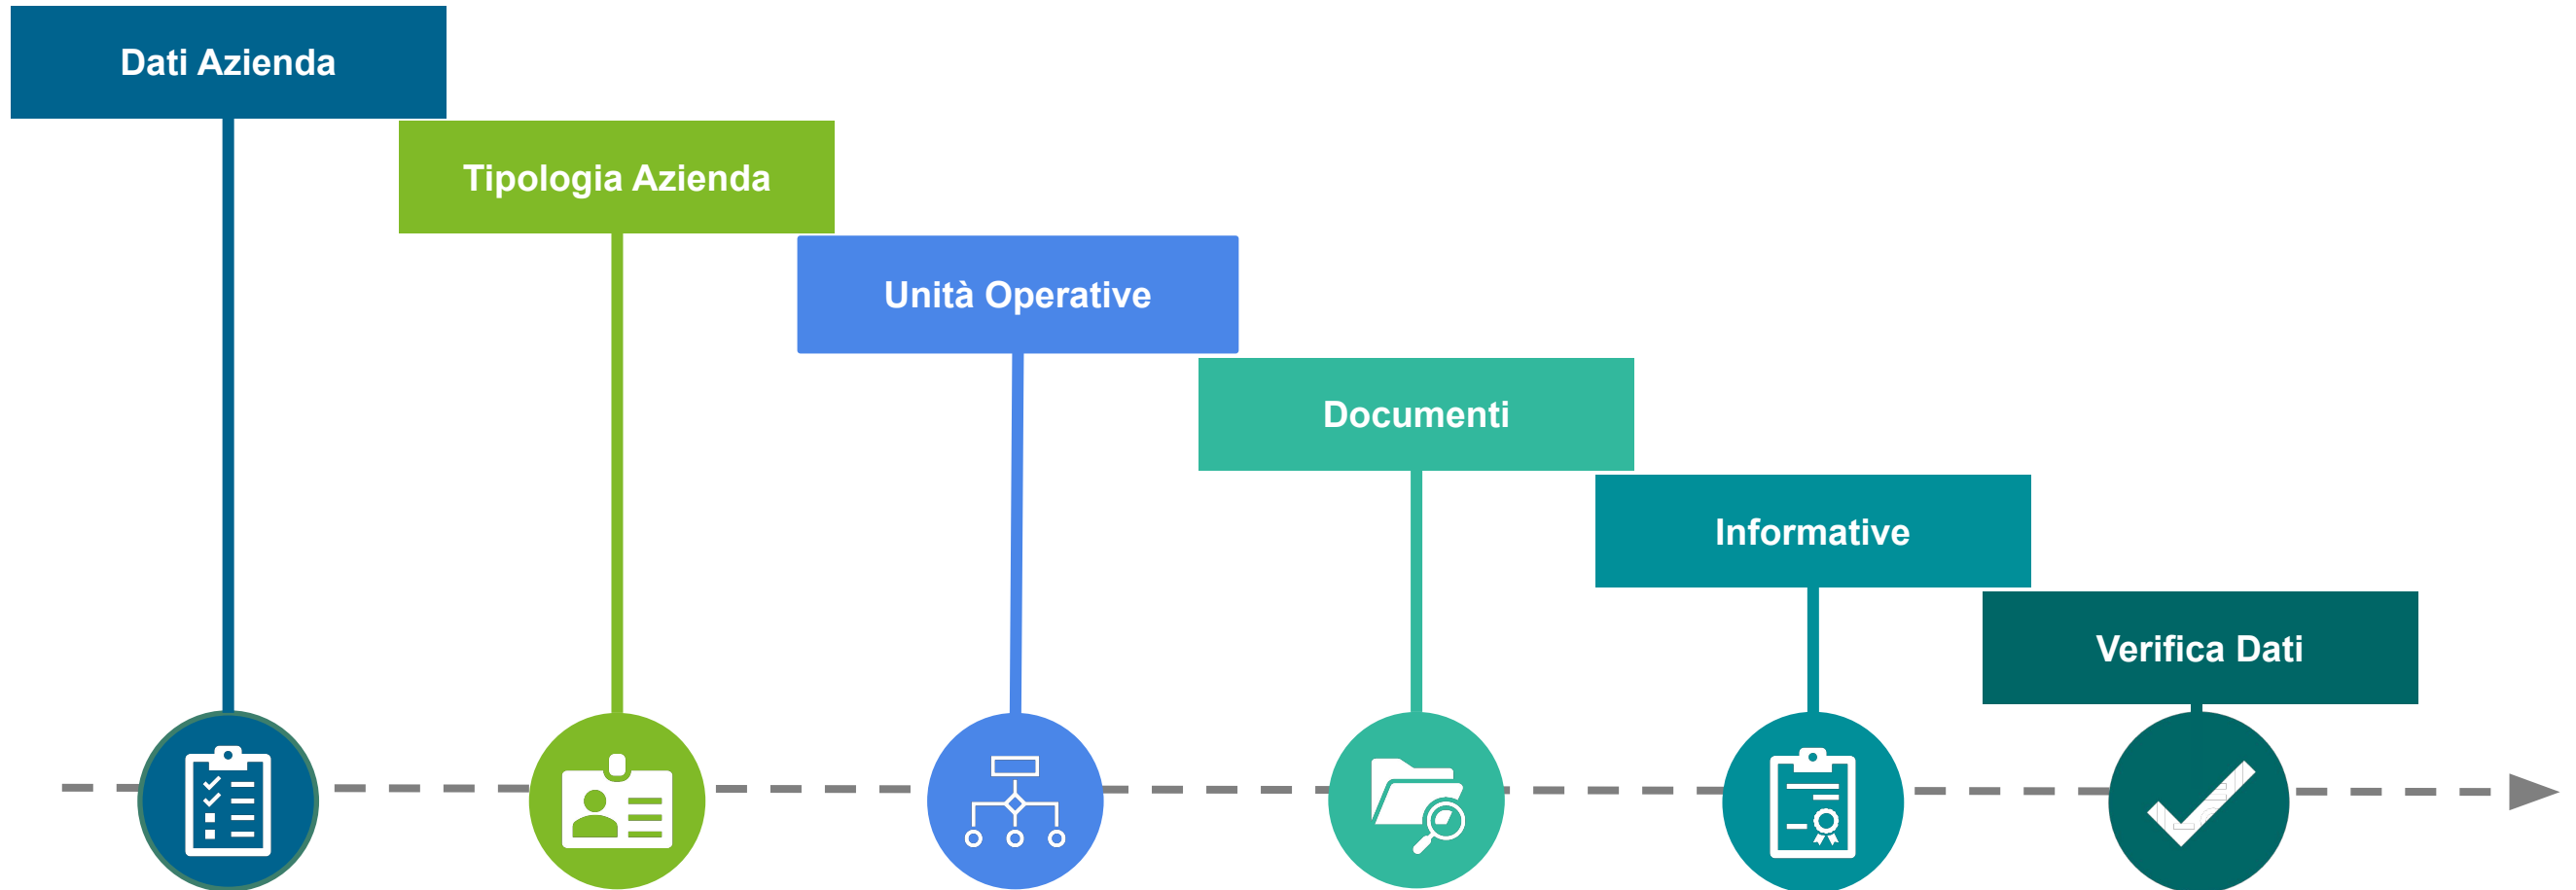 Dati Azienda
Tipologia Azienda
Unità Operative
Documenti
Informative
Verifica Dati